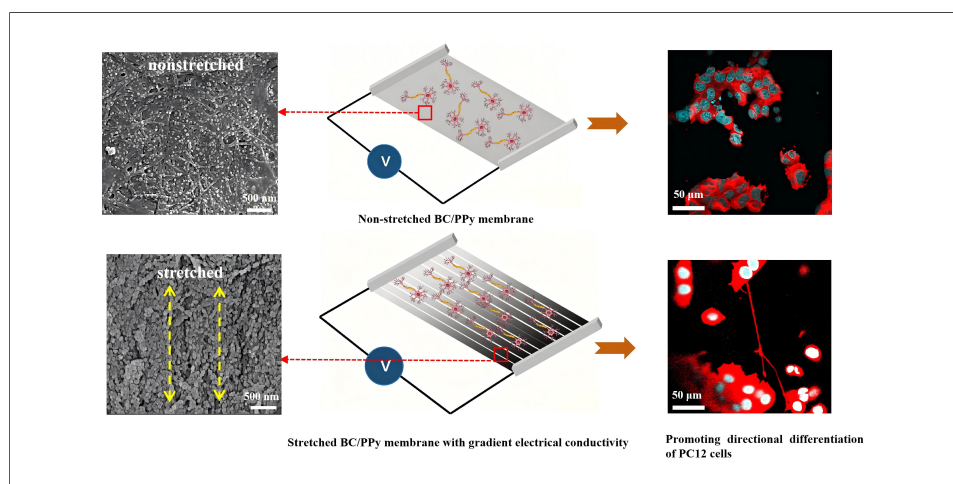 nonstretched
500 nm
V
Non-stretched BC/PPy membrane
50 μm
stretched
500 nm
V
Stretched BC/PPy membrane with gradient electrical conductivity
50 μm
Promoting directional differentiation
of PC12 cells